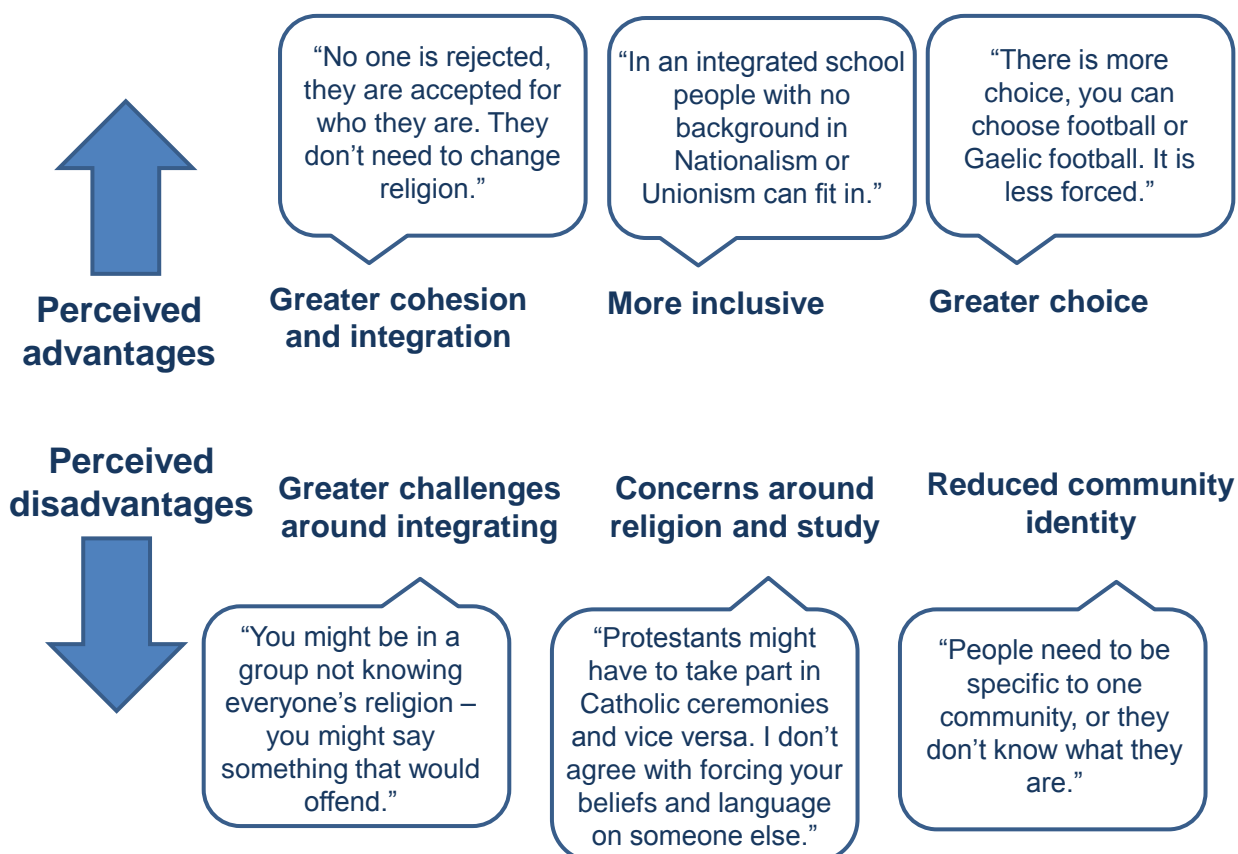 “No one is rejected,
they are accepted for
who they are. They
don’t need to change
religion.”
“In an integrated school
people with no
background in
Nationalism or
Unionism can fit in.”
“There is more
choice, you can
choose football or
Gaelic football. It is
less forced.”
Perceived
advantages
Greater cohesion
and integration
More inclusive
Greater choice
Perceived
disadvantages
Greater challenges
around integrating
Concerns around
religion and study
Reduced community
identity
“You might be in a
group not knowing
everyone’s religion –
you might say
something that would
offend.”
“Protestants might
have to take part in
Catholic ceremonies
and vice versa. I don’t
agree with forcing your
beliefs and language
on someone else.”
“People need to be
specific to one
community, or they
don’t know what they
are.”